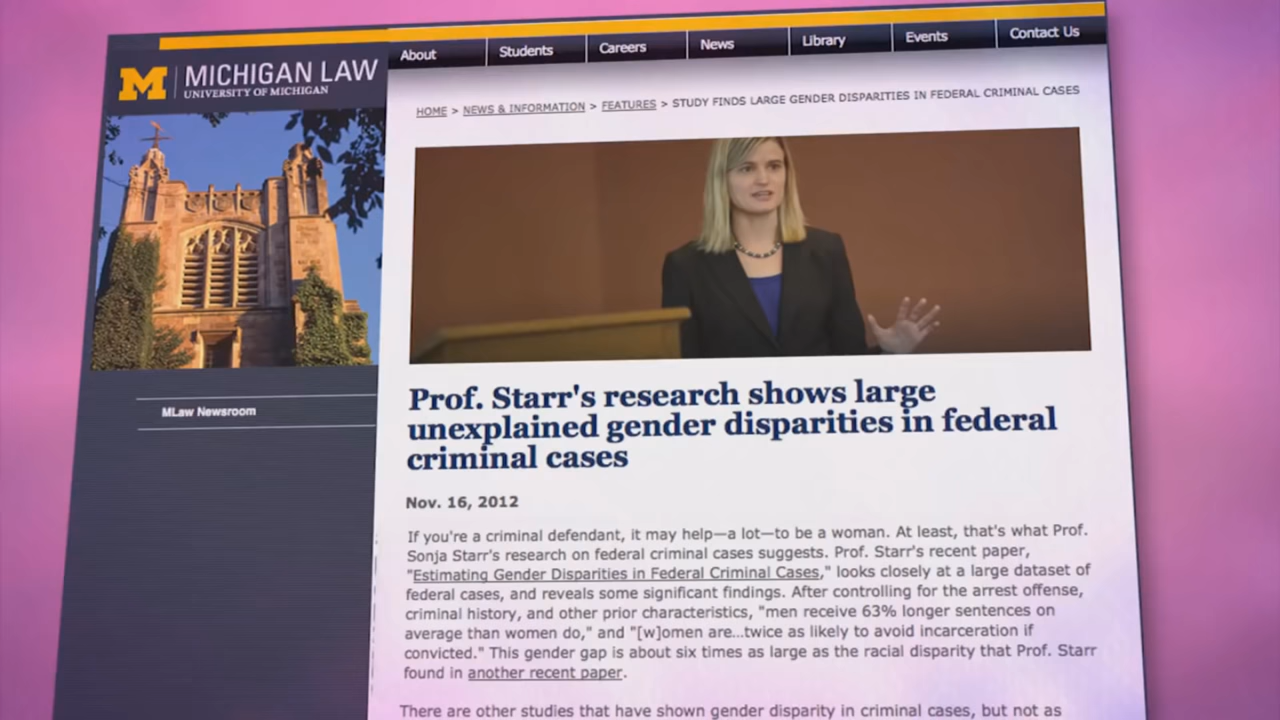 M MICHIGAN LAW
UNIVERSITY OF MICHIGAN
About Students Careers News Library Events Contact Us
HOME > NEWS & INFORMATION > FEATURES > STUDY FINDS LARGE GENDER DISPARITIES IN FEDERAL CRIMINAL CASES
MLaw Newsroom
Prof. Starr's research shows large
unexplained gender disparities in federal
criminal cases
Nov. 16, 2012
If you're a criminal defendant, it may help—a lot—to be a woman. At least, that's what Prof.
Sonja Starr's research on federal criminal cases suggests. Prof. Starr's recent paper,
"Estimating Gender Disparities in Federal Criminal Cases," looks closely at a large dataset of
federal cases, and reveals some significant findings. After controlling for the arrest offense,
criminal history, and other prior characteristics, "men receive 63% longer sentences on
average than women do," and "[w]omen are…twice as likely to avoid incarceration if
convicted." This gender gap is about six times as large as the racial disparity that Prof. Starr
found in another recent paper.
There are other studies that have shown gender disparity in criminal cases, but not as